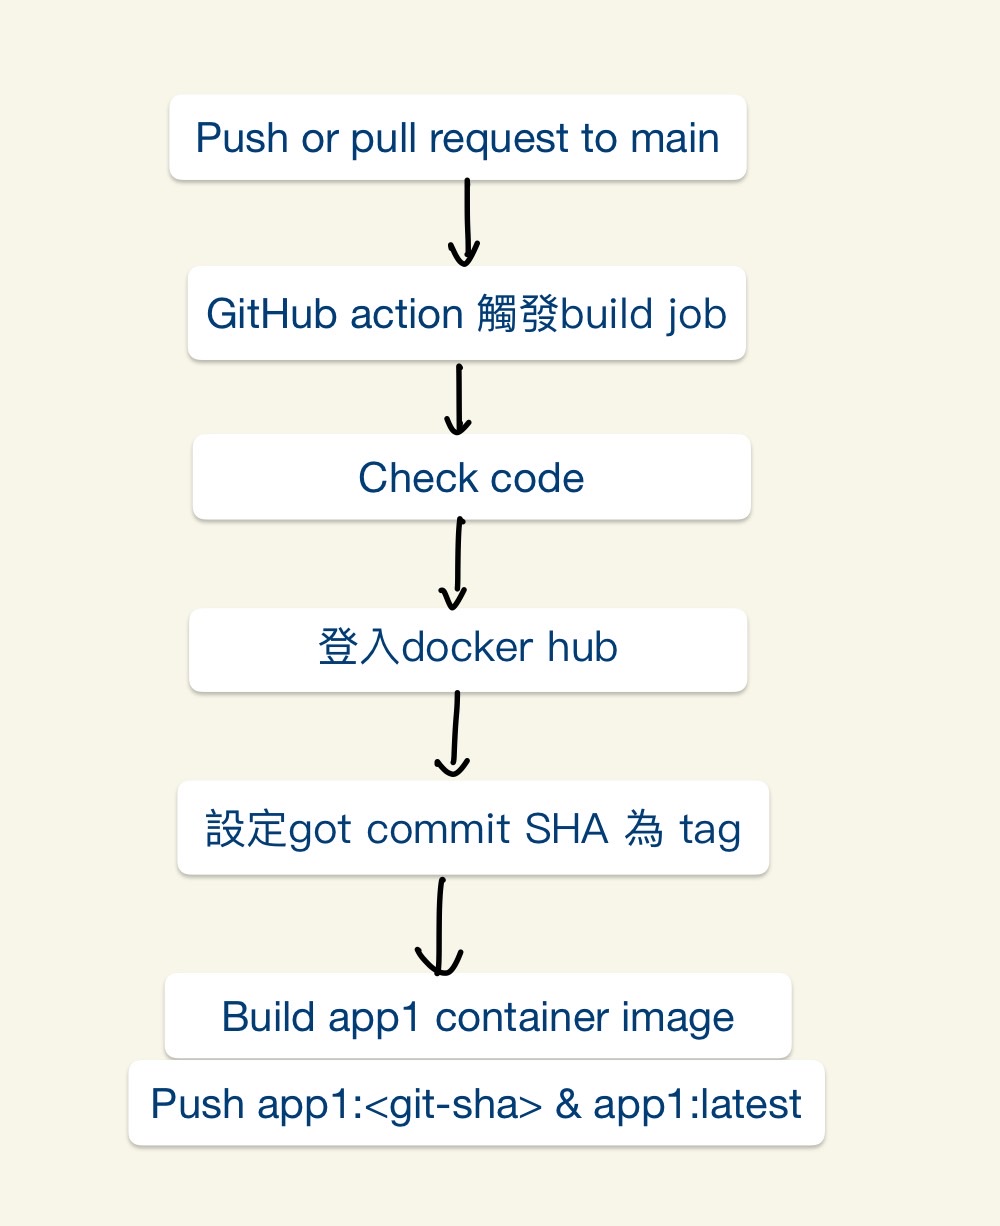 Push or pull request to main
GitHub action 觸發build job
Check code
登入docker hub
設定got commit SHA 為 tag
Build app1 container image
Push app1:<git-sha> & app1:latest